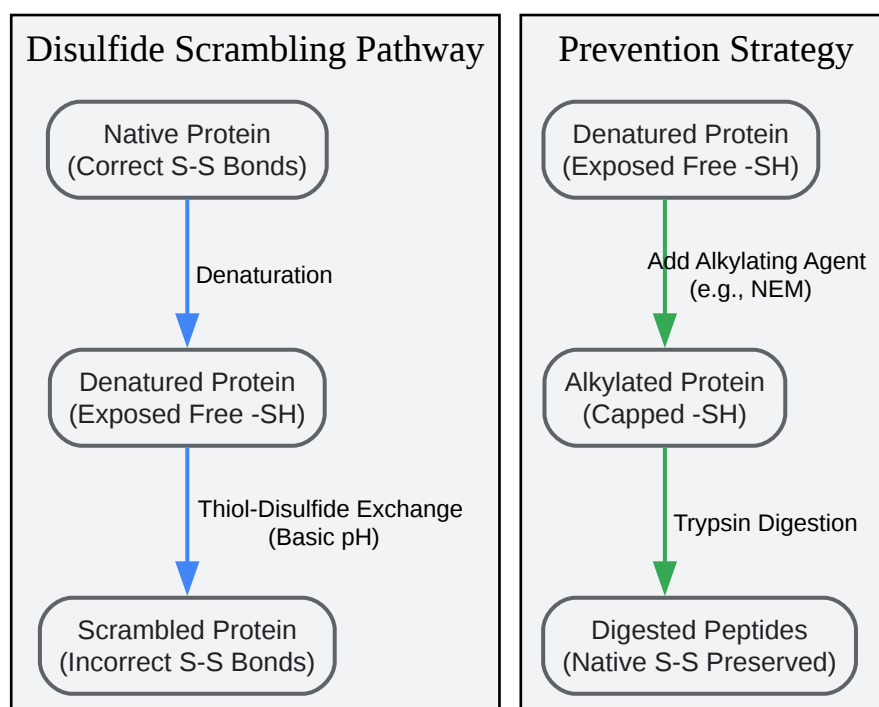 Disulfide Scrambling Pathway
Native Protein
(Correct S-S Bonds)
Denaturation
Denatured Protein
(Exposed Free -SH)
Thiol-Disulfide Exchange
(Basic pH)
Scrambled Protein
(Incorrect S-S Bonds)
Prevention Strategy
Denatured Protein
(Exposed Free -SH)
Add Alkylating Agent
(e.g., NEM)
Alkylated Protein
(Capped -SH)
Trypsin Digestion
Digested Peptides
(Native S-S Preserved)